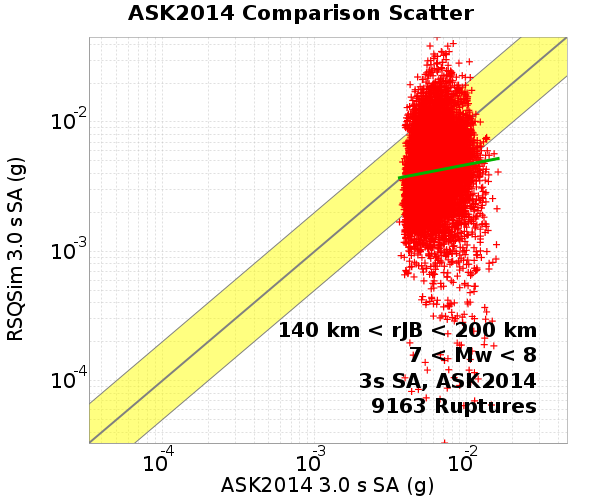 ASK2014 Comparison Scatter
RSQSim 3.0 s SA (g)
10-2
10-3
10-4
140 km < rJB < 200 km
7 < Mw < 8
3s SA, ASK2014
9163 Ruptures
10-4
10-3
10-2
ASK2014 3.0 s SA (g)